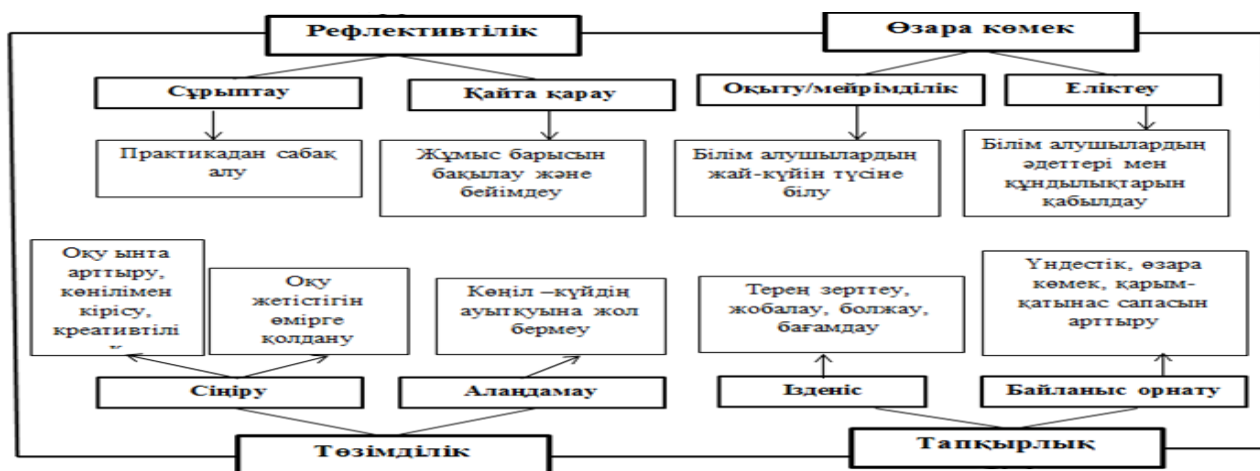 Рефлективтілік
Өзара көмек
Сұрыптау
Қайта қарау
Оқыту/мейрімділік
Еліктеу
Практикадан сабақ
алу
Жұмыс барысын
бақылау және
бейімдеу
Білім алушылардың
жай-күйін түсіне
білу
Білім алушылардың
әдеттері мен
құндылықтарын
қабылдау
Оқу ынта
арттыру,
көнілімен
кірісу,
креативтілі
Оқу
жетістігін
өмірге
қолдану
Көңіл –күйдің
ауытқуына жол
бермеу
Терең зерттеу,
жобалау, болжау,
бағамдау
Үндестік, өзара
көмек, қарым-
қатынас сапасын
арттыру
Сіңіру
Алаңдамау
Ізденіс
Байланыс орнату
Төзімділік
Тапқырлық